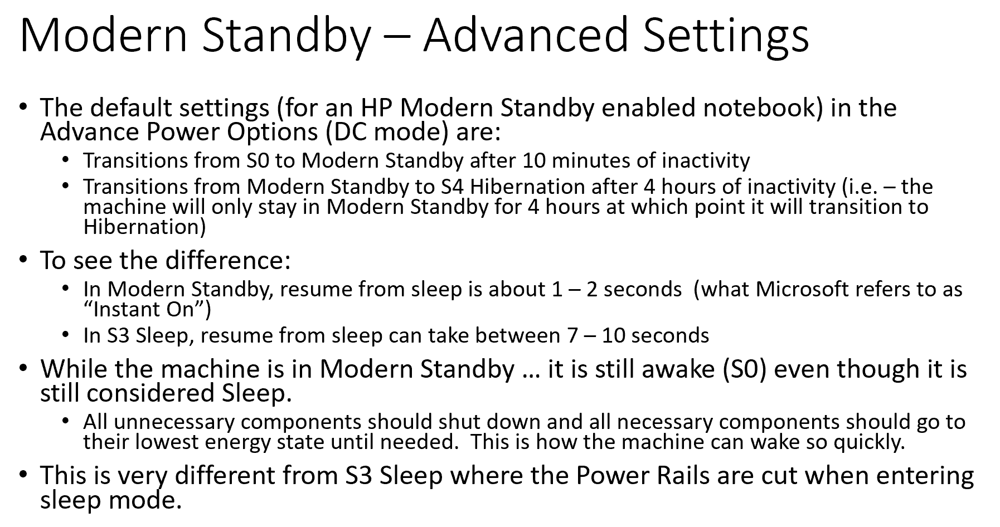 Modern Standby – Advanced Settings
• The default settings (for an HP Modern Standby enabled notebook) in the
Advance Power Options (DC mode) are:
• Transitions from S0 to Modern Standby after 10 minutes of inactivity
• Transitions from Modern Standby to S4 Hibernation after 4 hours of inactivity (i.e. – the
machine will only stay in Modern Standby for 4 hours at which point it will transition to
Hibernation)
• To see the difference:
• In Modern Standby, resume from sleep is about 1 – 2 seconds  (what Microsoft refers to as
“Instant On”)
• In S3 Sleep, resume from sleep can take between 7 – 10 seconds
• While the machine is in Modern Standby … it is still awake (S0) even though it is
still considered Sleep.
• All unnecessary components should shut down and all necessary components should go to
their lowest energy state until needed.  This is how the machine can wake so quickly.
• This is very different from S3 Sleep where the Power Rails are cut when entering
sleep mode.